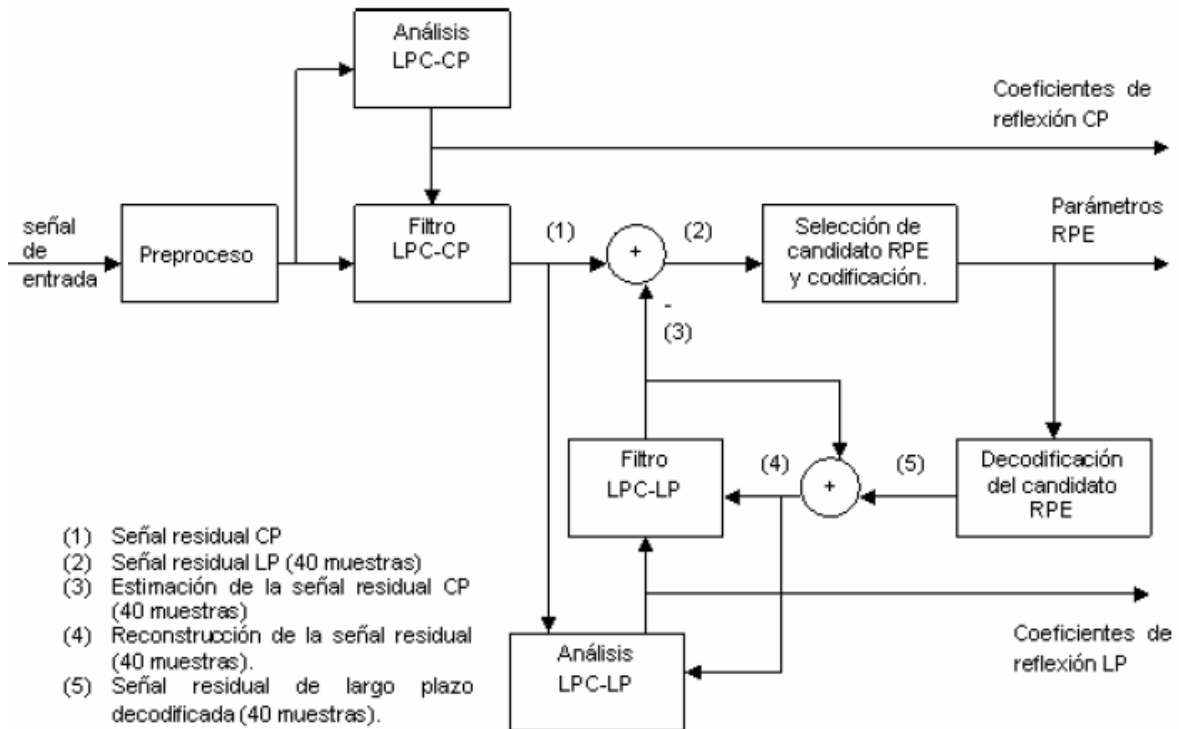 Análisis
LPC-CP
Coeficientes de
reflexión CP
señal
de
entrada
Preproceso
Filtro
LPC-CP
(1)
+
(2)
Selección de
candidato RPE
y codificación.
Parámetros
RPE
-
(3)
Filtro
LPC-LP
(4)
+
(5)
Decodificación
del candidato
RPE
(1) Señal residual CP
(2) Señal residual LP (40 muestras)
(3) Estimación de la señal residual CP
(40 muestras)
(4) Reconstrucción de la señal residual
(40 muestras).
(5) Señal residual de largo plazo
decodificada (40 muestras).
Análisis
LPC-LP
Coeficientes de
reflexión LP